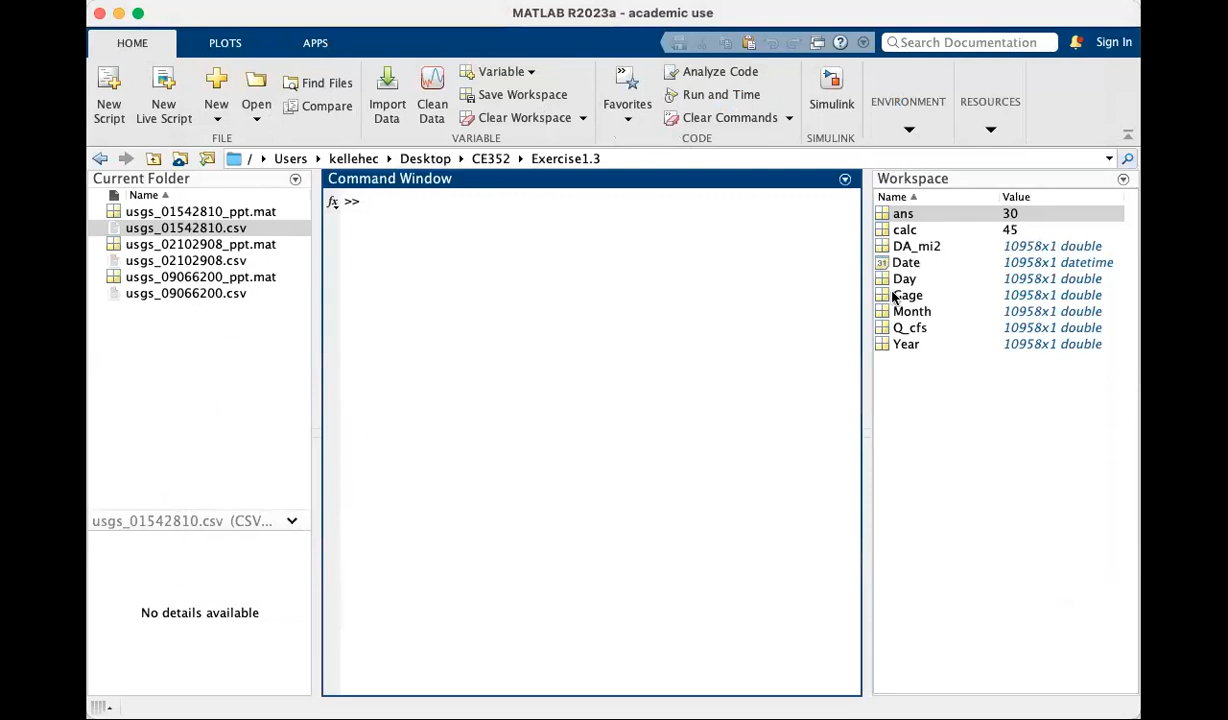 MATLAB R2023a - academic use
HOME
PLOTS
APPS
Search Documentation
Sign In
New Script
New Live Script
New
Open
Find Files
Compare
FILE
Import Data
Clean Data
Variable
Save Workspace
Clear Workspace
VARIABLE
Favorites
Analyze Code
Run and Time
Clear Commands
CODE
Simulink
SIMULINK
ENVIRONMENT
RESOURCES
/ Users kellehec Desktop CE352 Exercise1.3
Current Folder
Name
usgs_01542810_ppt.mat
usgs_01542810.csv
usgs_02102908_ppt.mat
usgs_02102908.csv
usgs_09066200_ppt.mat
usgs_09066200.csv
usgs_01542810.csv (CSV...
No details available
Command Window
fx >>
Workspace
Name Value
ans 30
calc 45
DA_mi2 10958x1 double
Date 10958x1 datetime
Day 10958x1 double
Gage 10958x1 double
Month 10958x1 double
Q_cfs 10958x1 double
Year 10958x1 double